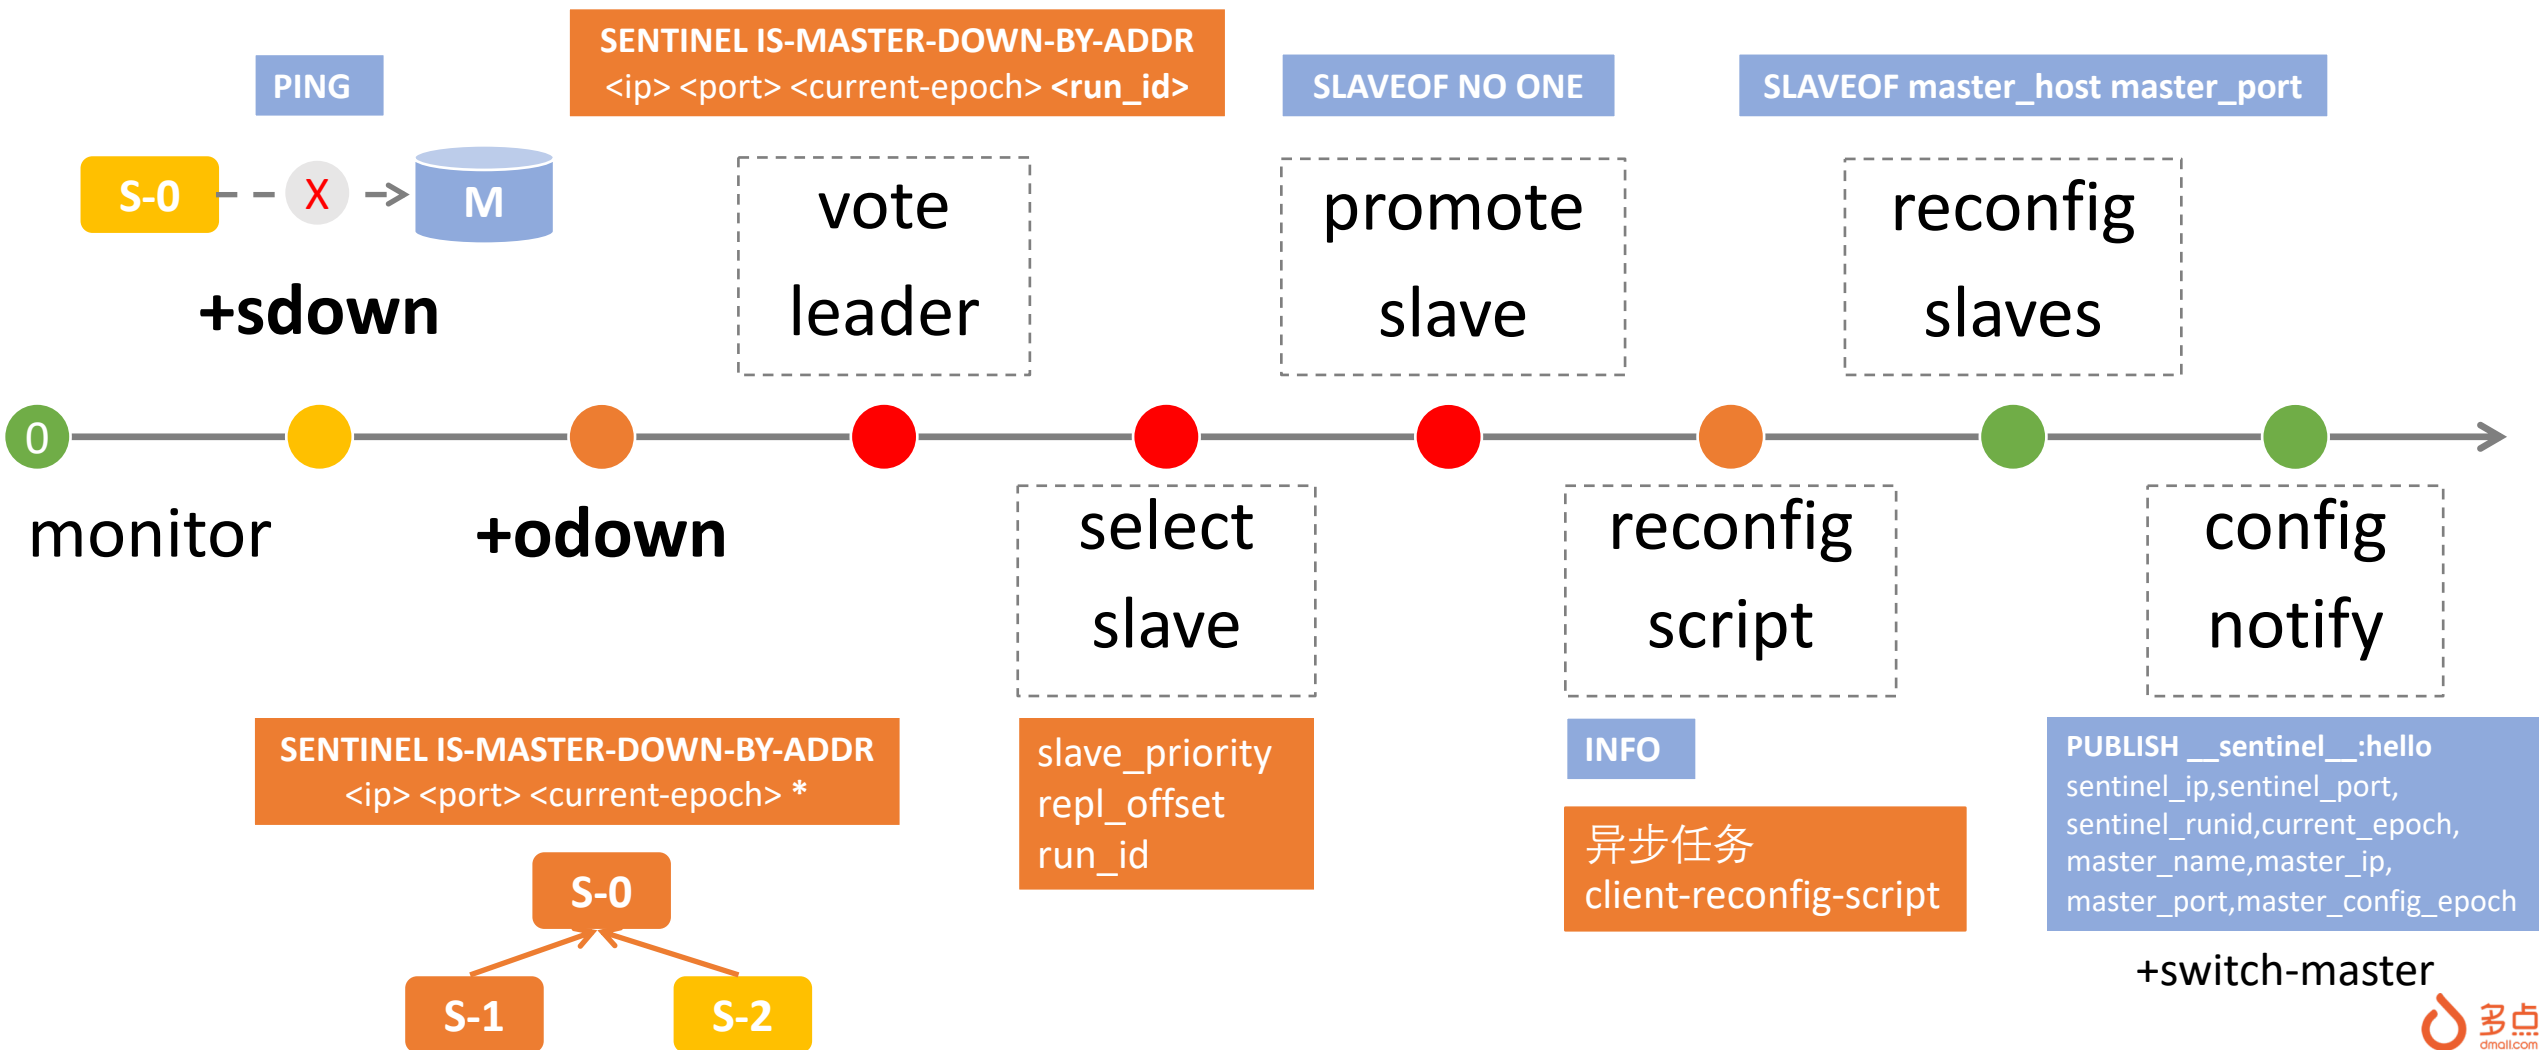 PING
SENTINEL IS-MASTER-DOWN-BY-ADDR
<ip> <port> <current-epoch> <run_id>
SLAVEOF NO ONE
SLAVEOF master_host master_port
S-0
X
M
+sdown
vote
leader
promote
slave
reconfig
slaves
0
monitor
+odown
select
slave
reconfig
script
config
notify
SENTINEL IS-MASTER-DOWN-BY-ADDR
<ip> <port> <current-epoch> *
S-0
S-1
S-2
slave_priority
repl_offset
run_id
INFO
异步任务
client-reconfig-script
PUBLISH __sentinel__:hello
sentinel_ip,sentinel_port,
sentinel_runid,current_epoch,
master_name,master_ip,
master_port,master_config_epoch
+switch-master
多点
dmall.com